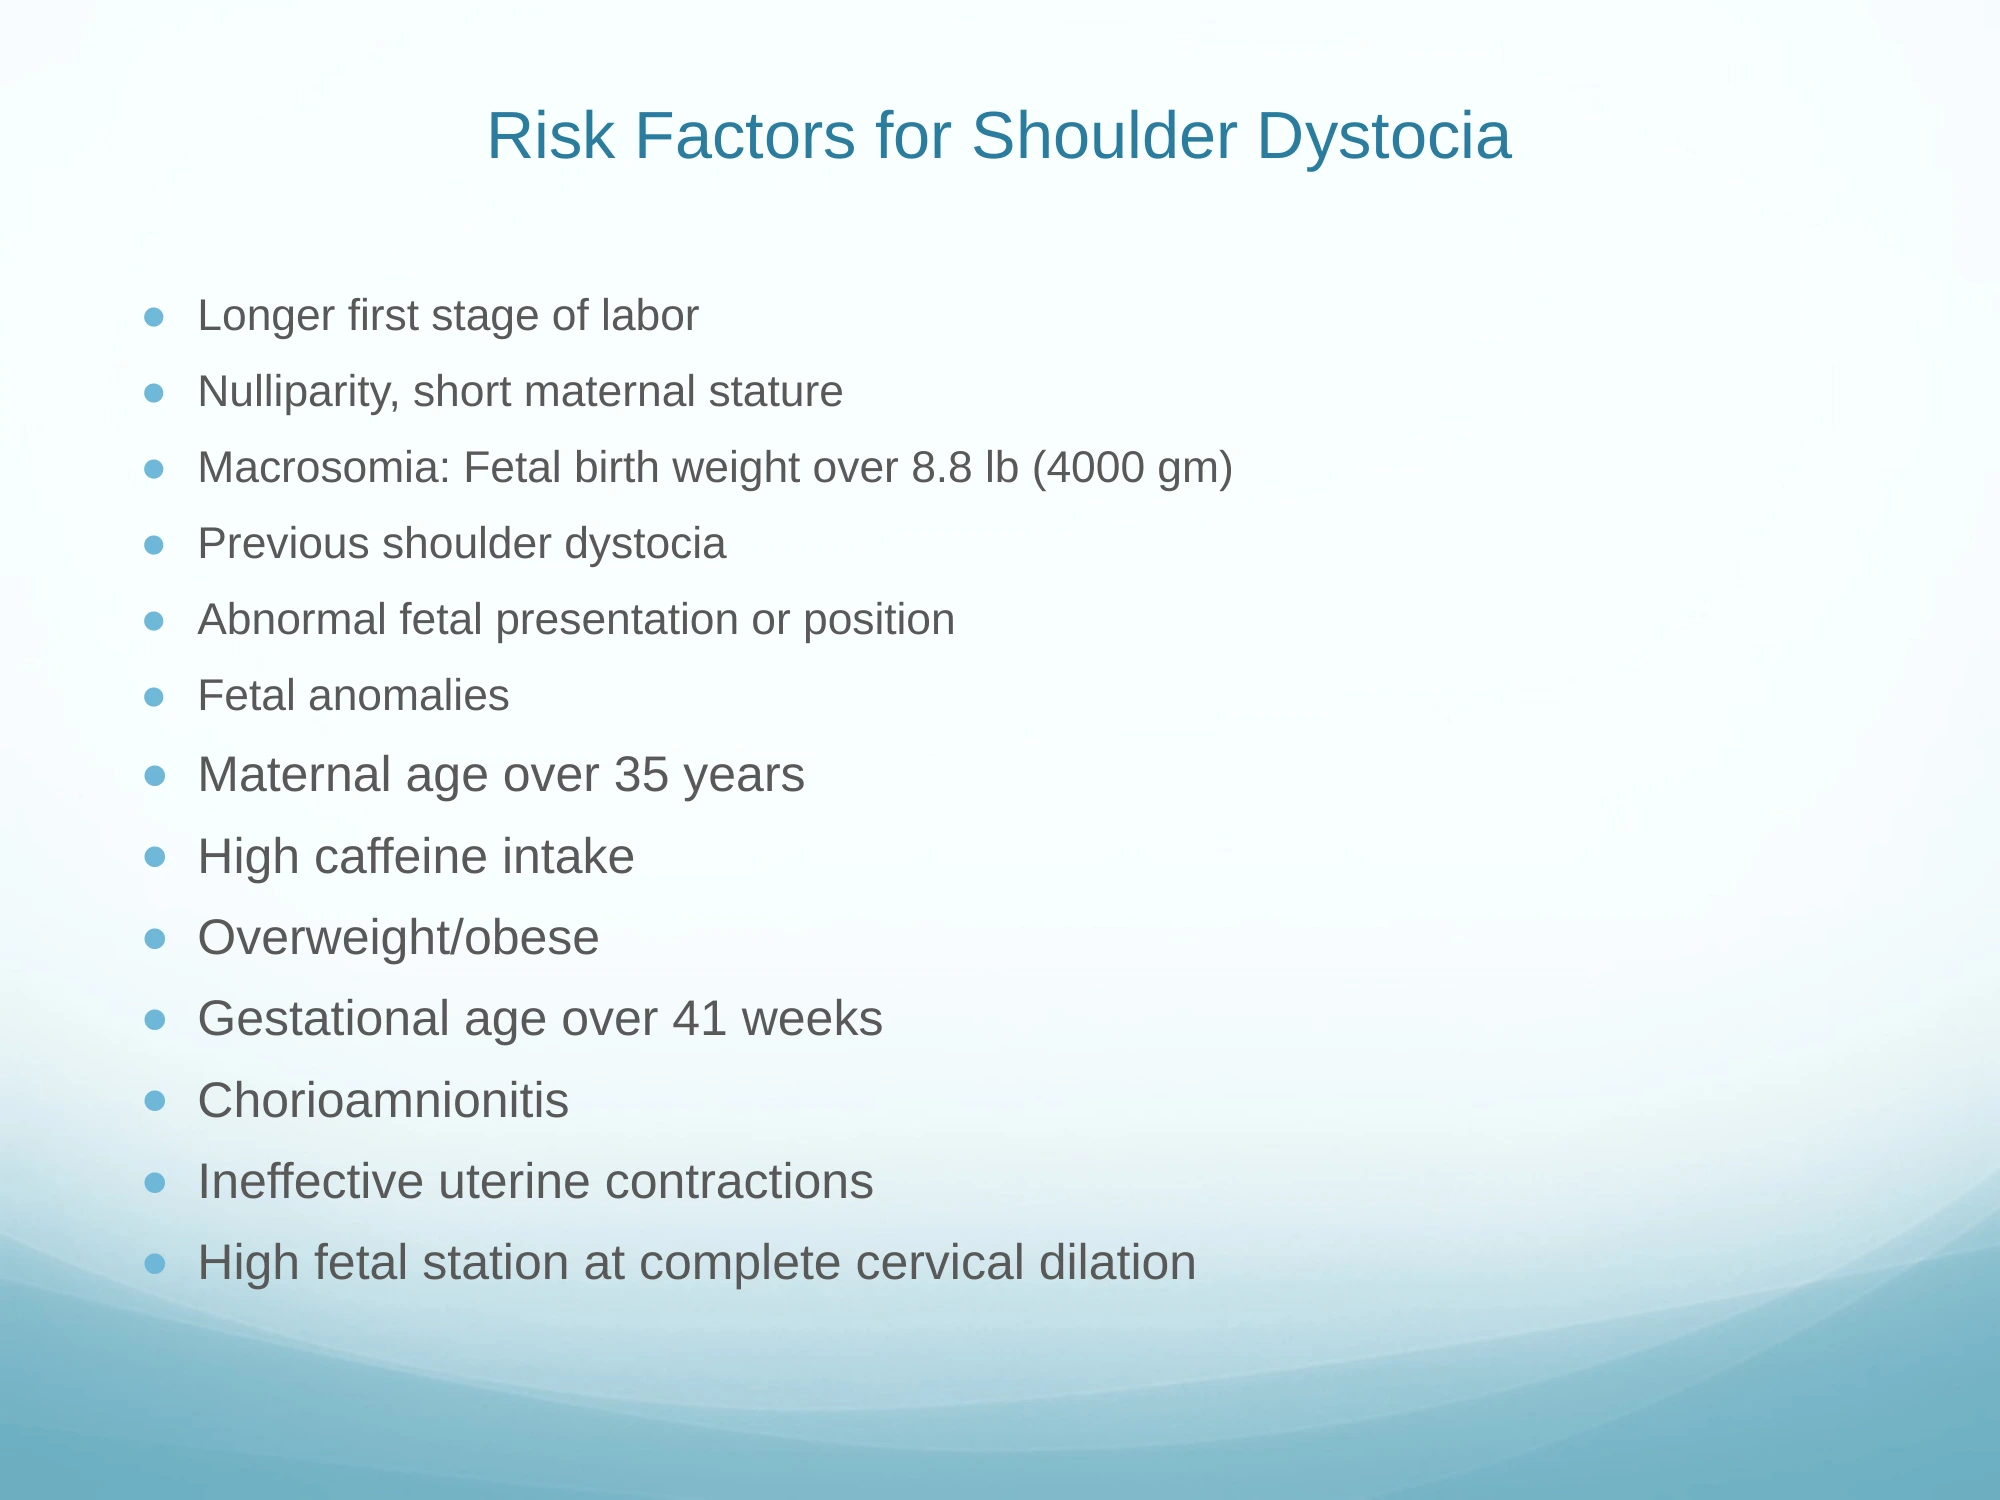 Risk Factors for Shoulder Dystocia
• Longer first stage of labor
• Nulliparity, short maternal stature
• Macrosomia: Fetal birth weight over 8.8 lb (4000 gm)
• Previous shoulder dystocia
• Abnormal fetal presentation or position
• Fetal anomalies
• Maternal age over 35 years
• High caffeine intake
• Overweight/obese
• Gestational age over 41 weeks
• Chorioamnionitis
• Ineffective uterine contractions
• High fetal station at complete cervical dilation